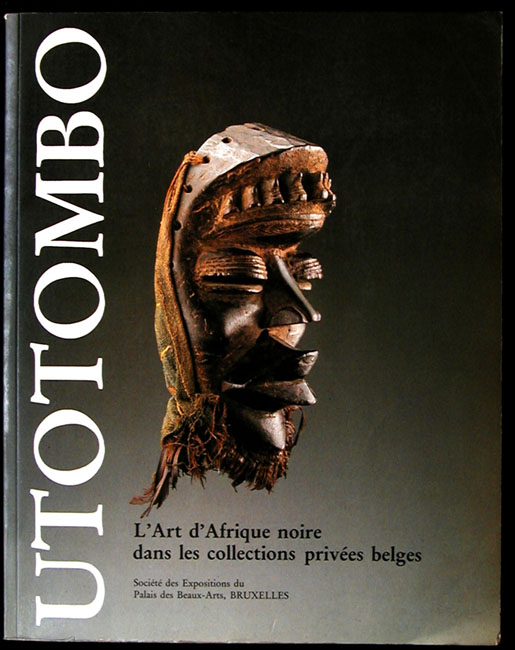 UTOTOMBO
L'Art d'Afrique noire
dans les collections privées belges
Société des Expositions du
Palais des Beaux-Arts, BRUXELLES